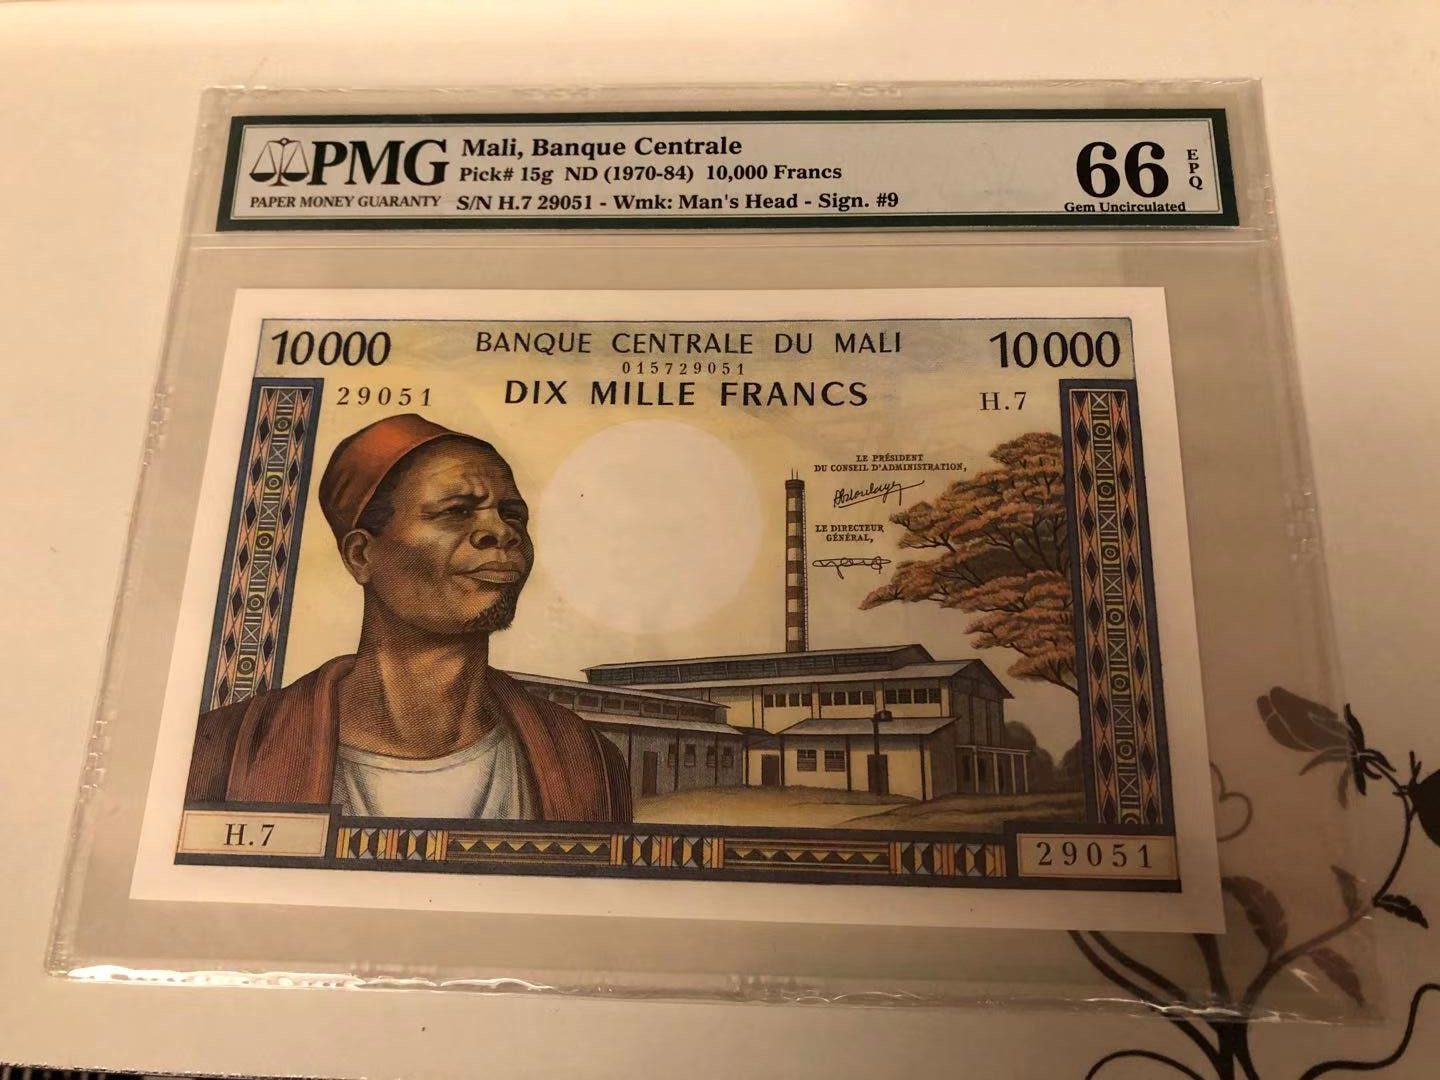 PMG
PAPER MONEY GUARANTY
Mali, Banque Centrale
Pick# 15g ND (1970-84) 10,000 Francs
S/N H.7 29051 - Wmk: Man's Head - Sign. #9
66
EPQ
Gem Uncirculated
10000 BANQUE CENTRALE DU MALI 10000
015729051
29051 DIX MILLE FRANCS H.7
LE PRÉSIDENT
DU CONSEIL D'ADMINISTRATION,
LE DIRECTEUR
GÉNÉRAL,
H.7
29051